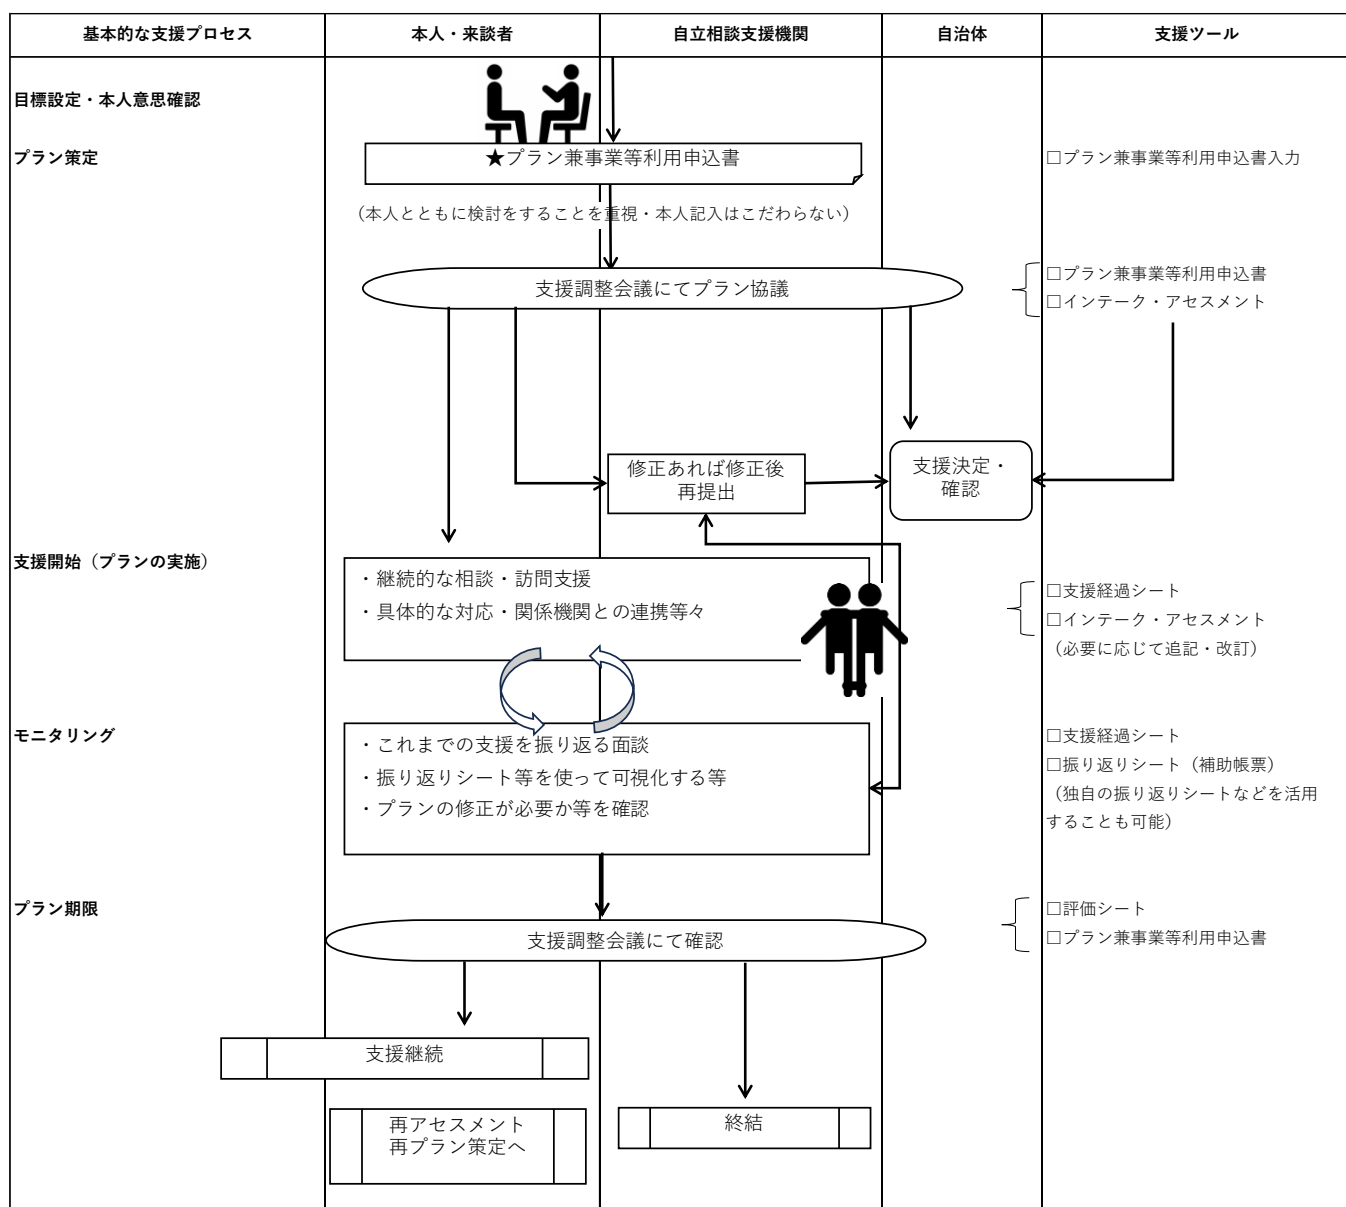 基本的な支援プロセス
本人・来談者
自立相談支援機関
自治体
支援ツール
目標設定・本人意思確認
プラン策定
★プラン兼事業等利用申込書
□プラン兼事業等利用申込書入力
（本人とともに検討をすることを重視・本人記入はこだわらない）
支援調整会議にてプラン協議
□プラン兼事業等利用申込書
□インテーク・アセスメント
修正あれば修正後
再提出
支援決定・
確認
支援開始（プランの実施）
・継続的な相談・訪問支援
・具体的な対応・関係機関との連携等々
□支援経過シート
□インテーク・アセスメント
（必要に応じて追記・改訂）
モニタリング
・これまでの支援を振り返る面談
・振り返りシート等を使って可視化する等
・プランの修正が必要か等を確認
□支援経過シート
□振り返りシート（補助帳票）
（独自の振り返りシートなどを活用
することも可能）
プラン期限
支援調整会議にて確認
□評価シート
□プラン兼事業等利用申込書
支援継続
再アセスメント
再プラン策定へ
終結